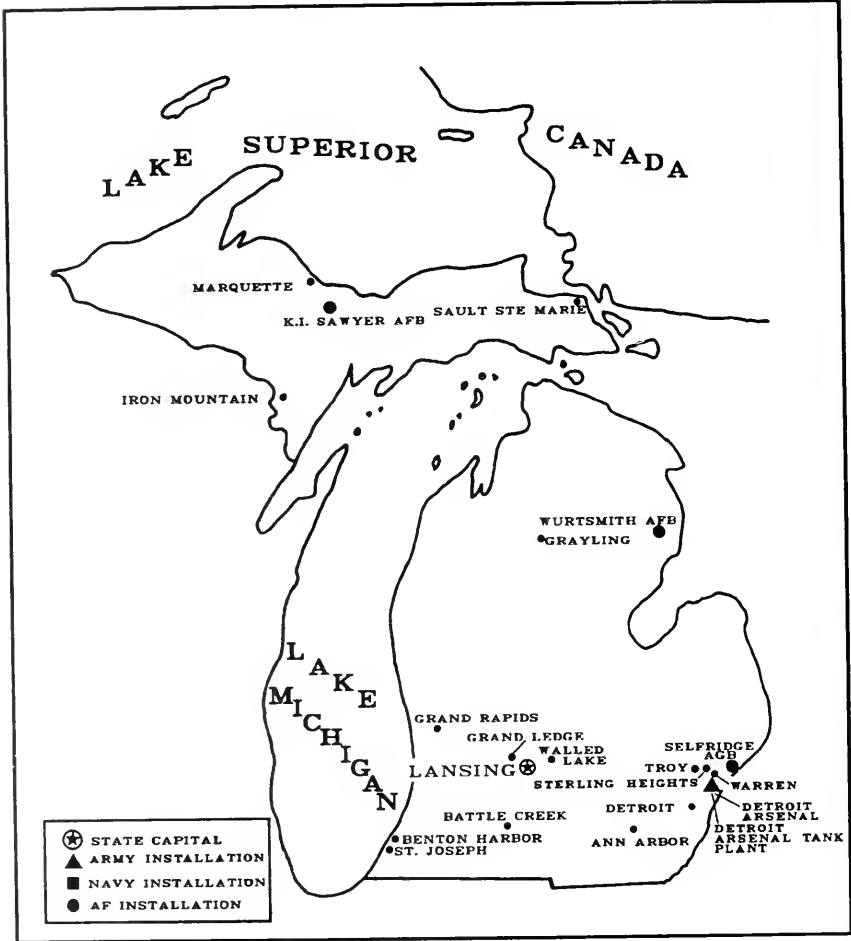 LAKE SUPERIOR
CANADA
MARQUETTE
K.I. SAWYER AFB
SAULT STE MARIE
IRON MOUNTAIN
WURTSMITH AFB
GRAYLING
LAKE
MICHIGAN
GRAND RAPIDS
GRAND LEDGE
WALLED
LAKE
LANSING
SELFRIDGE
AGB
TROY
STERLING HEIGHTS
WARREN
DETROIT
DETROIT
ARSENAL
BATTLE CREEK
ANN ARBOR
DETROIT
ARSENAL TANK
PLANT
BENTON HARBOR
ST. JOSEPH
STATE CAPITAL
ARMY INSTALLATION
NAVY INSTALLATION
AF INSTALLATION